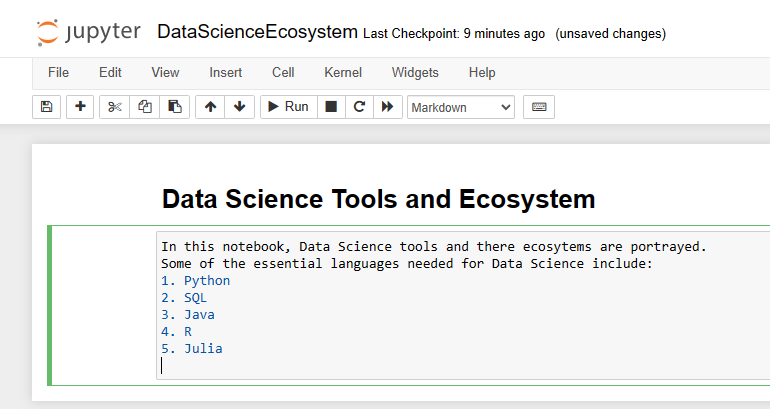 jupyter DataScienceEcosystem Last Checkpoint: 9 minutes ago (unsaved changes)
File Edit View Insert Cell Kernel Widgets Help
Run Markdown
Data Science Tools and Ecosystem
In this notebook, Data Science tools and there ecosytems are portrayed.
Some of the essential languages needed for Data Science include:
1. Python
2. SQL
3. Java
4. R
5. Julia